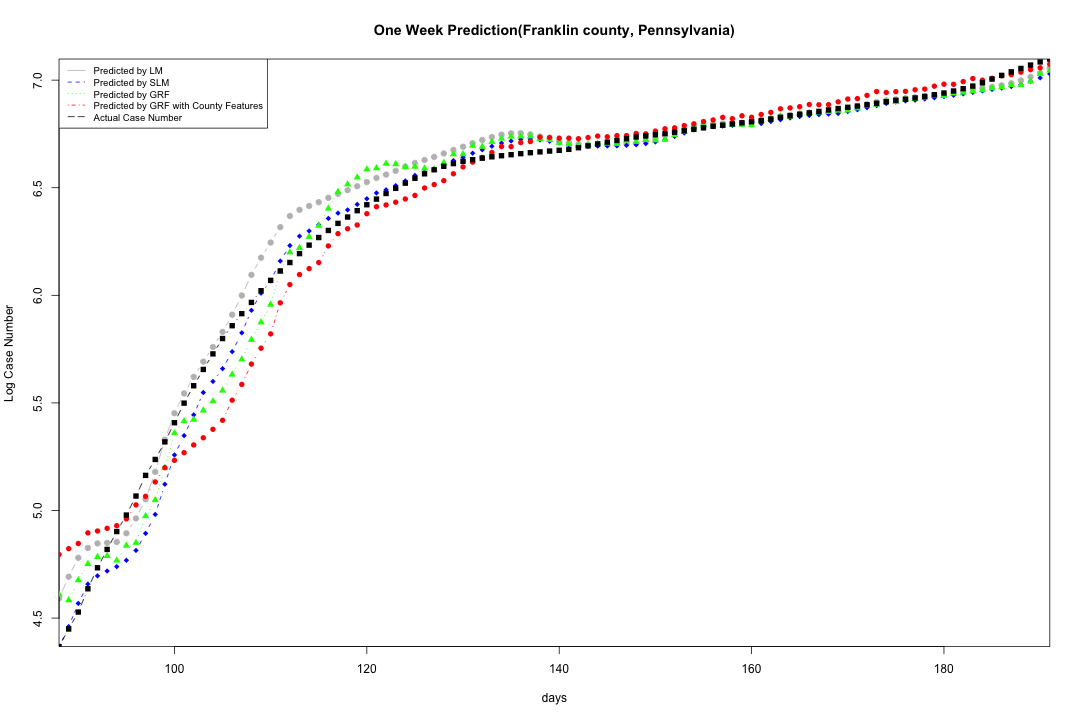 One Week Prediction(Franklin county, Pennsylvania)
Predicted by LM
Predicted by SLM
Predicted by GRF
Predicted by GRF with County Features
Actual Case Number
7.0
6.5
6.0
5.5
5.0
4.5
Log Case Number
100 120 140 160 180
days